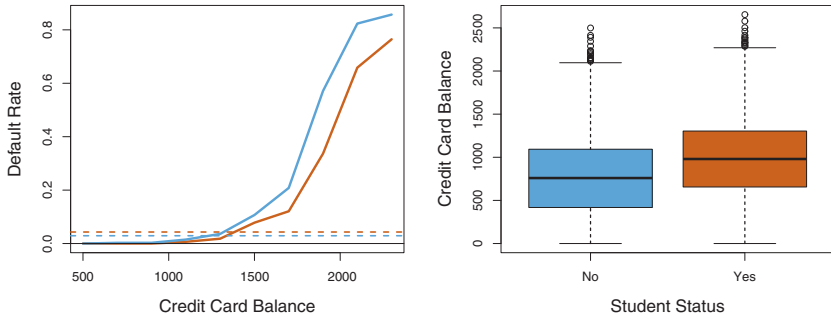 Default Rate
0.8
0.6
0.4
0.2
0.0
500 1000 1500 2000
Credit Card Balance
Credit Card Balance
2500
2000
1500
1000
500
0
No Yes
Student Status